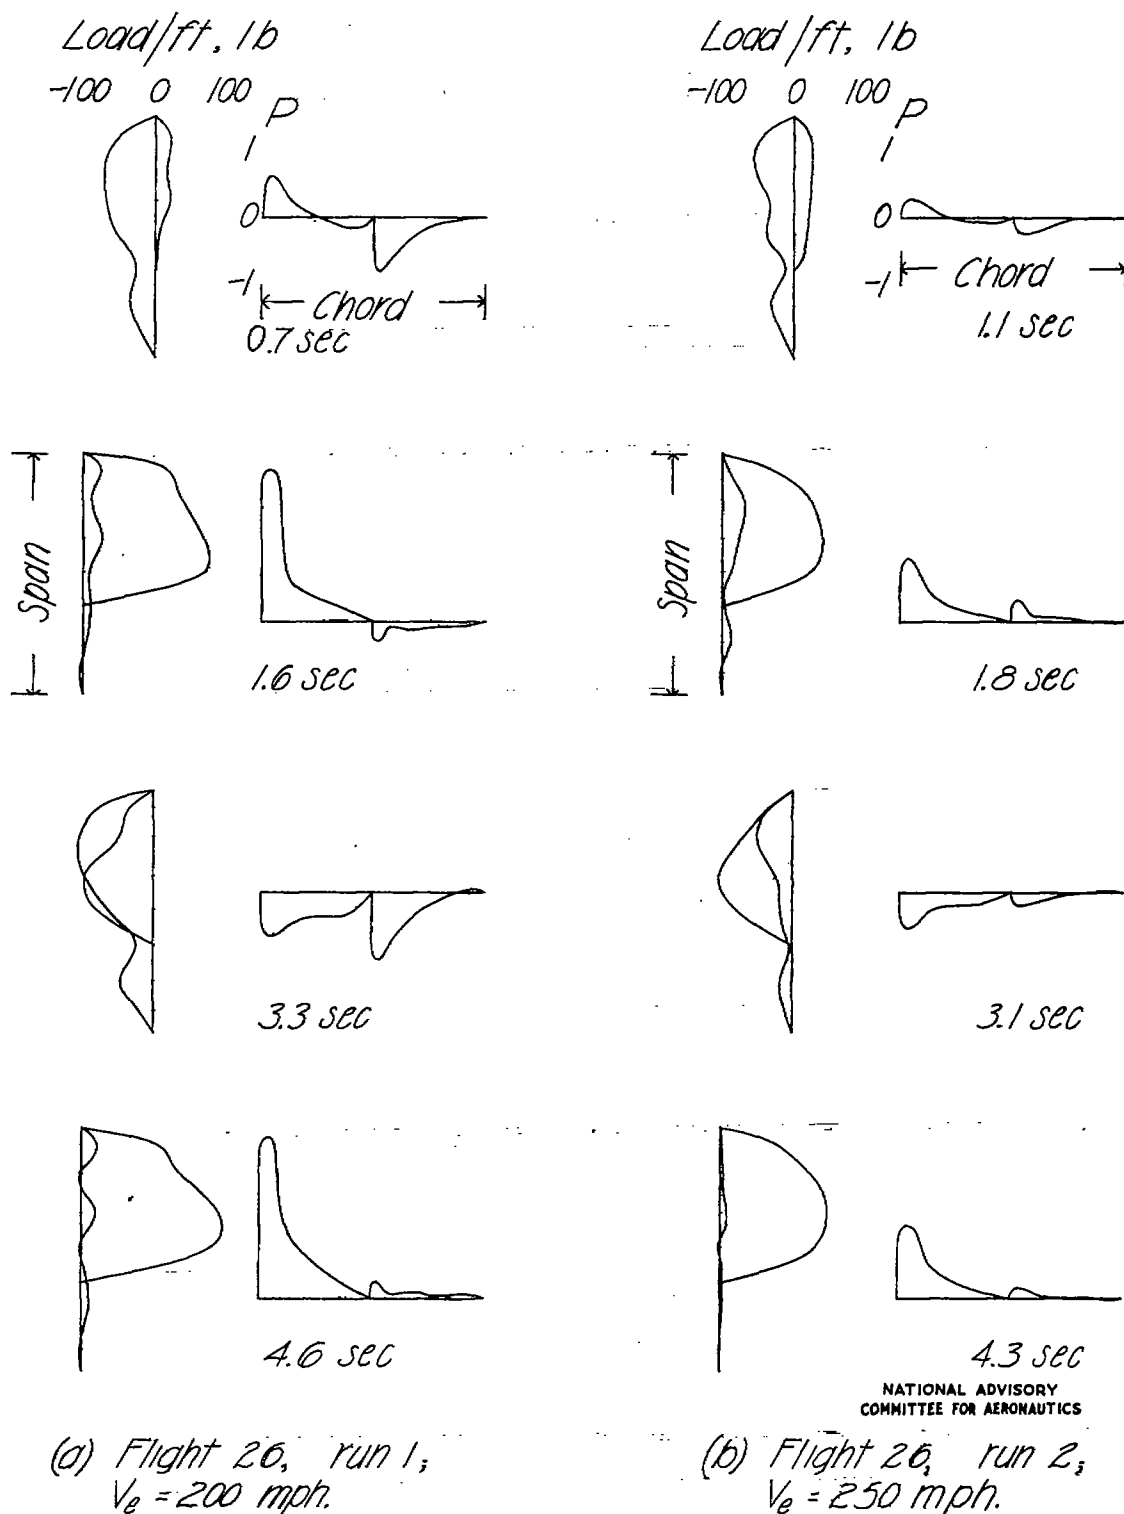 Load/ft, lb
-100 0 100
P
1
0
-1
Chord
0.7 sec
Span
1.6 sec
3.3 sec
4.6 sec
(a) Flight 26, run 1;
Ve = 200 mph.
Load/ft, lb
-100 0 100
P
1
0
-1
Chord
1.1 sec
Span
1.8 sec
3.1 sec
4.3 sec
NATIONAL ADVISORY
COMMITTEE FOR AERONAUTICS
(b) Flight 26, run 2;
Ve = 250 mph.